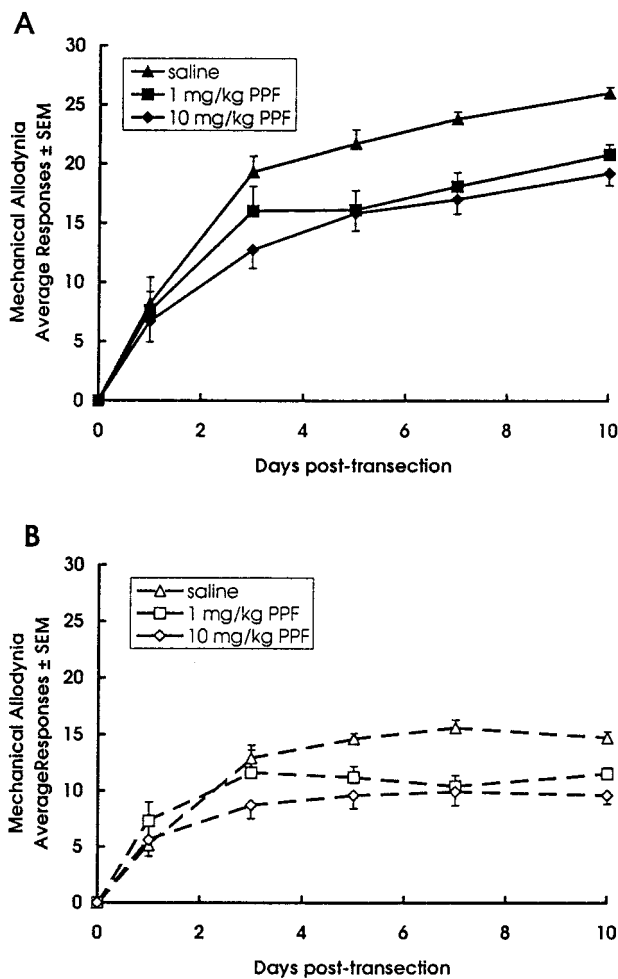 A
30
25
20
15
10
5
0
saline
1 mg/kg PPF
10 mg/kg PPF
Mechanical Allodynia
Average Responses ± SEM
0 2 4 6 8 10
Days post-transection
B
30
25
20
15
10
5
0
saline
1 mg/kg PPF
10 mg/kg PPF
Mechanical Allodynia
AverageResponses ± SEM
0 2 4 6 8 10
Days post-transection